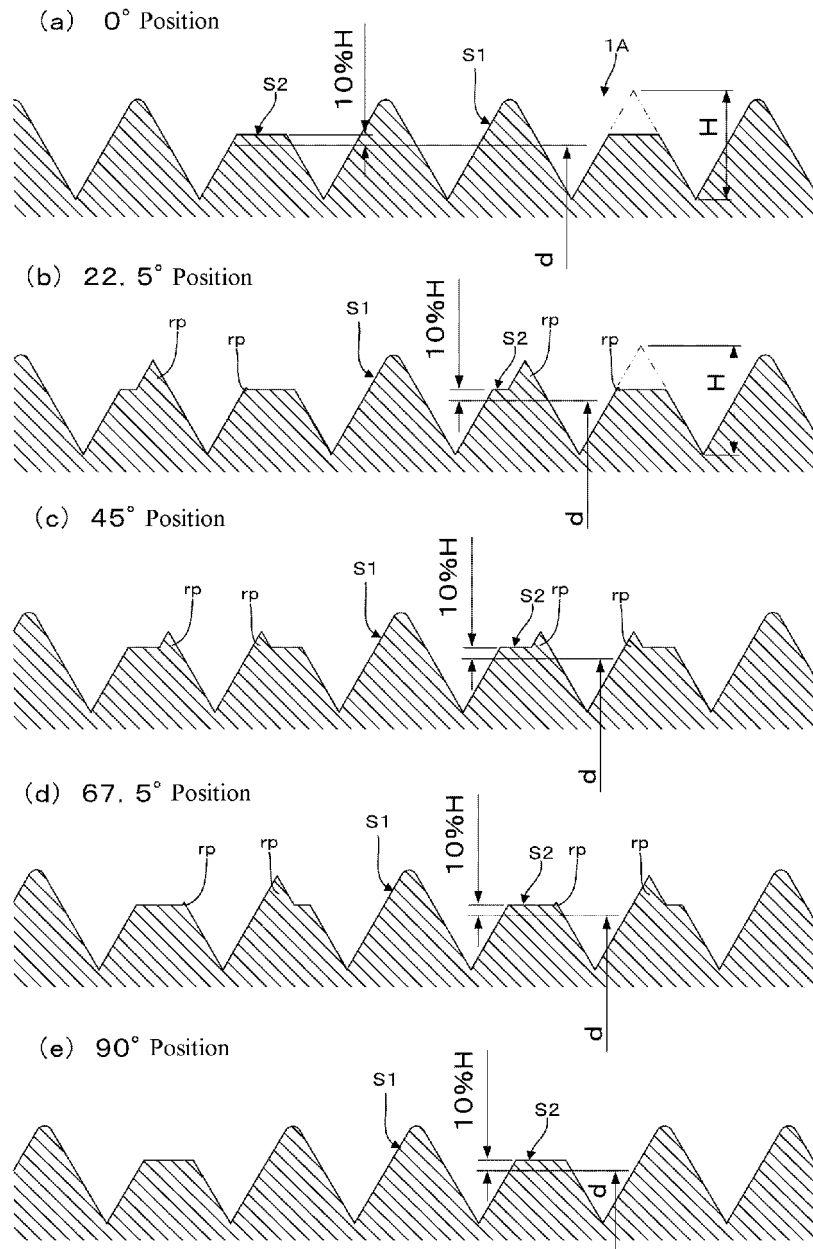 (a) 0° Position
S2
10%H
S1
1A
H
d
(b) 22. 5° Position
rp
rp
S1
10%H
S2
rp
rp
H
d
(c) 45° Position
rp
rp
S1
10%H
S2
rp
rp
d
(d) 67. 5° Position
rp
rp
S1
10%H
S2
rp
rp
d
(e) 90° Position
S1
10%H
S2
d